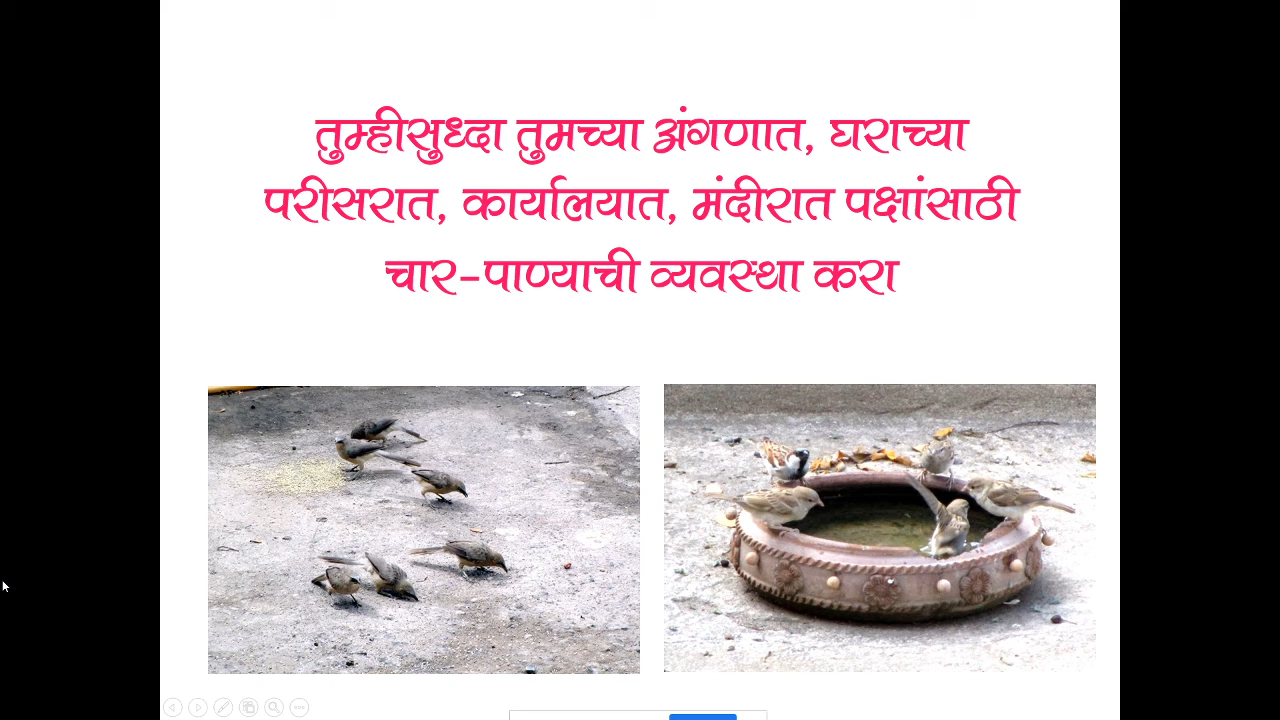 तुम्हीसुध्दा तुमच्या अंगणात, घराच्या
परीसरात, कार्यालयात, मंदीरात पक्षांसाठी
चार-पाण्याची व्यवस्था करा